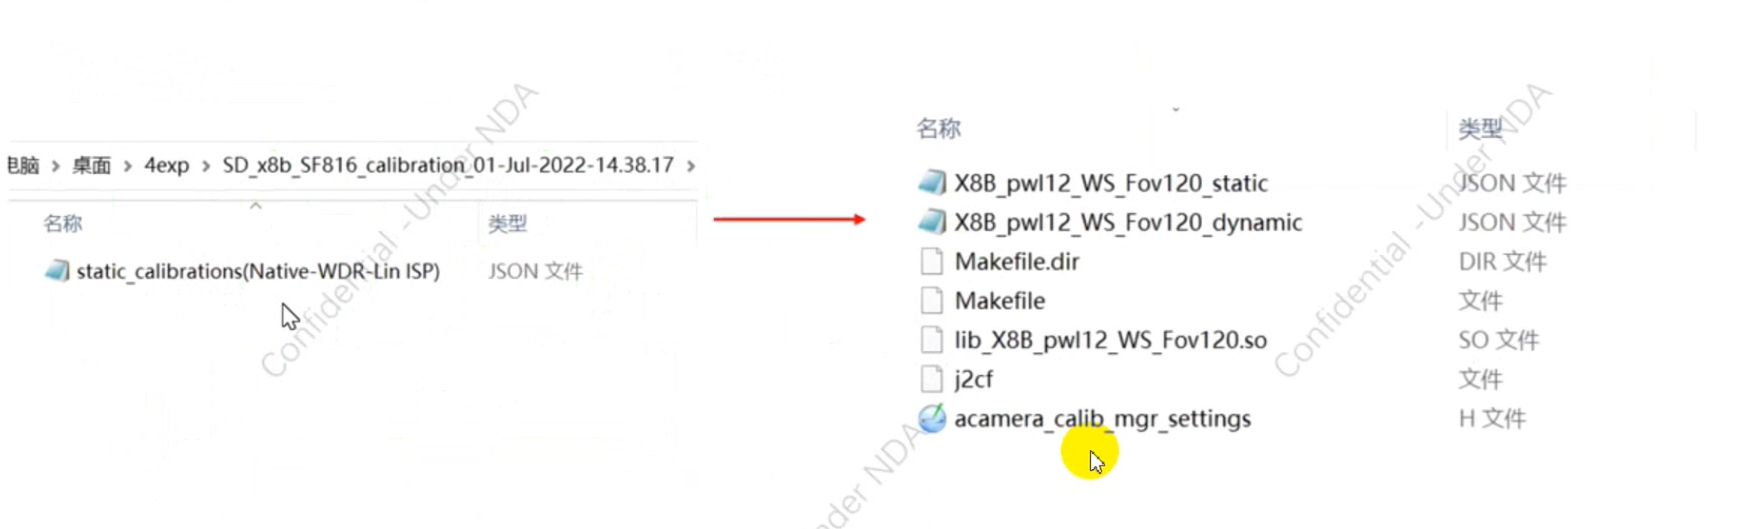 电脑 > 桌面 > 4exp > SD_x8b_SF816_calibration_01-Jul-2022-14.38.17 >
名称 类型
static_calibrations(Native-WDR-Lin ISP) JSON 文件
Confidential -Under NDA
名称 类型
X8B_pwl12_WS_Fov120_static JSON 文件
X8B_pwl12_WS_Fov120_dynamic JSON 文件
Makefile.dir DIR 文件
Makefile 文件
lib_X8B_pwl12_WS_Fov120.so SO 文件
j2cf 文件
acamera_calib_mgr_settings H 文件
Confidential -Under NDA
der NDA